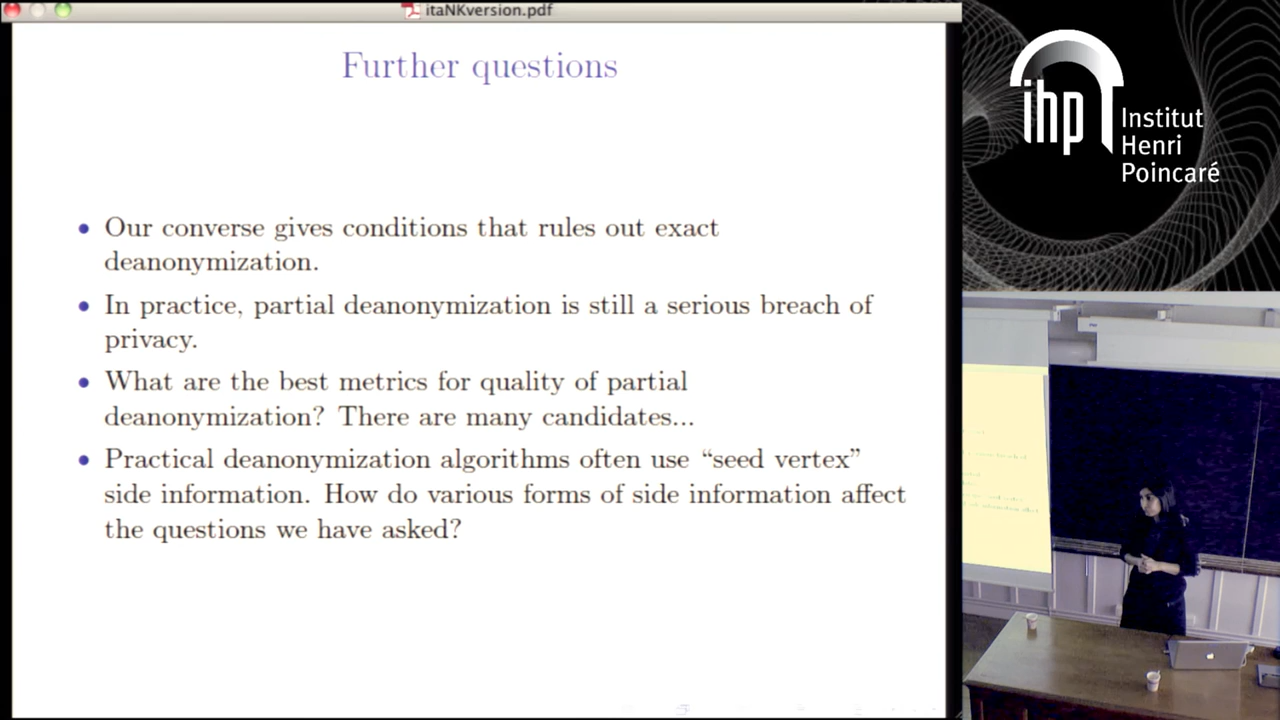 itaNKversion.pdf
Further questions
• Our converse gives conditions that rules out exact
deanonymization.
• In practice, partial deanonymization is still a serious breach of
privacy.
• What are the best metrics for quality of partial
deanonymization? There are many candidates...
• Practical deanonymization algorithms often use “seed vertex”
side information. How do various forms of side information affect
the questions we have asked?
ihp
Institut
Henri
Poincaré